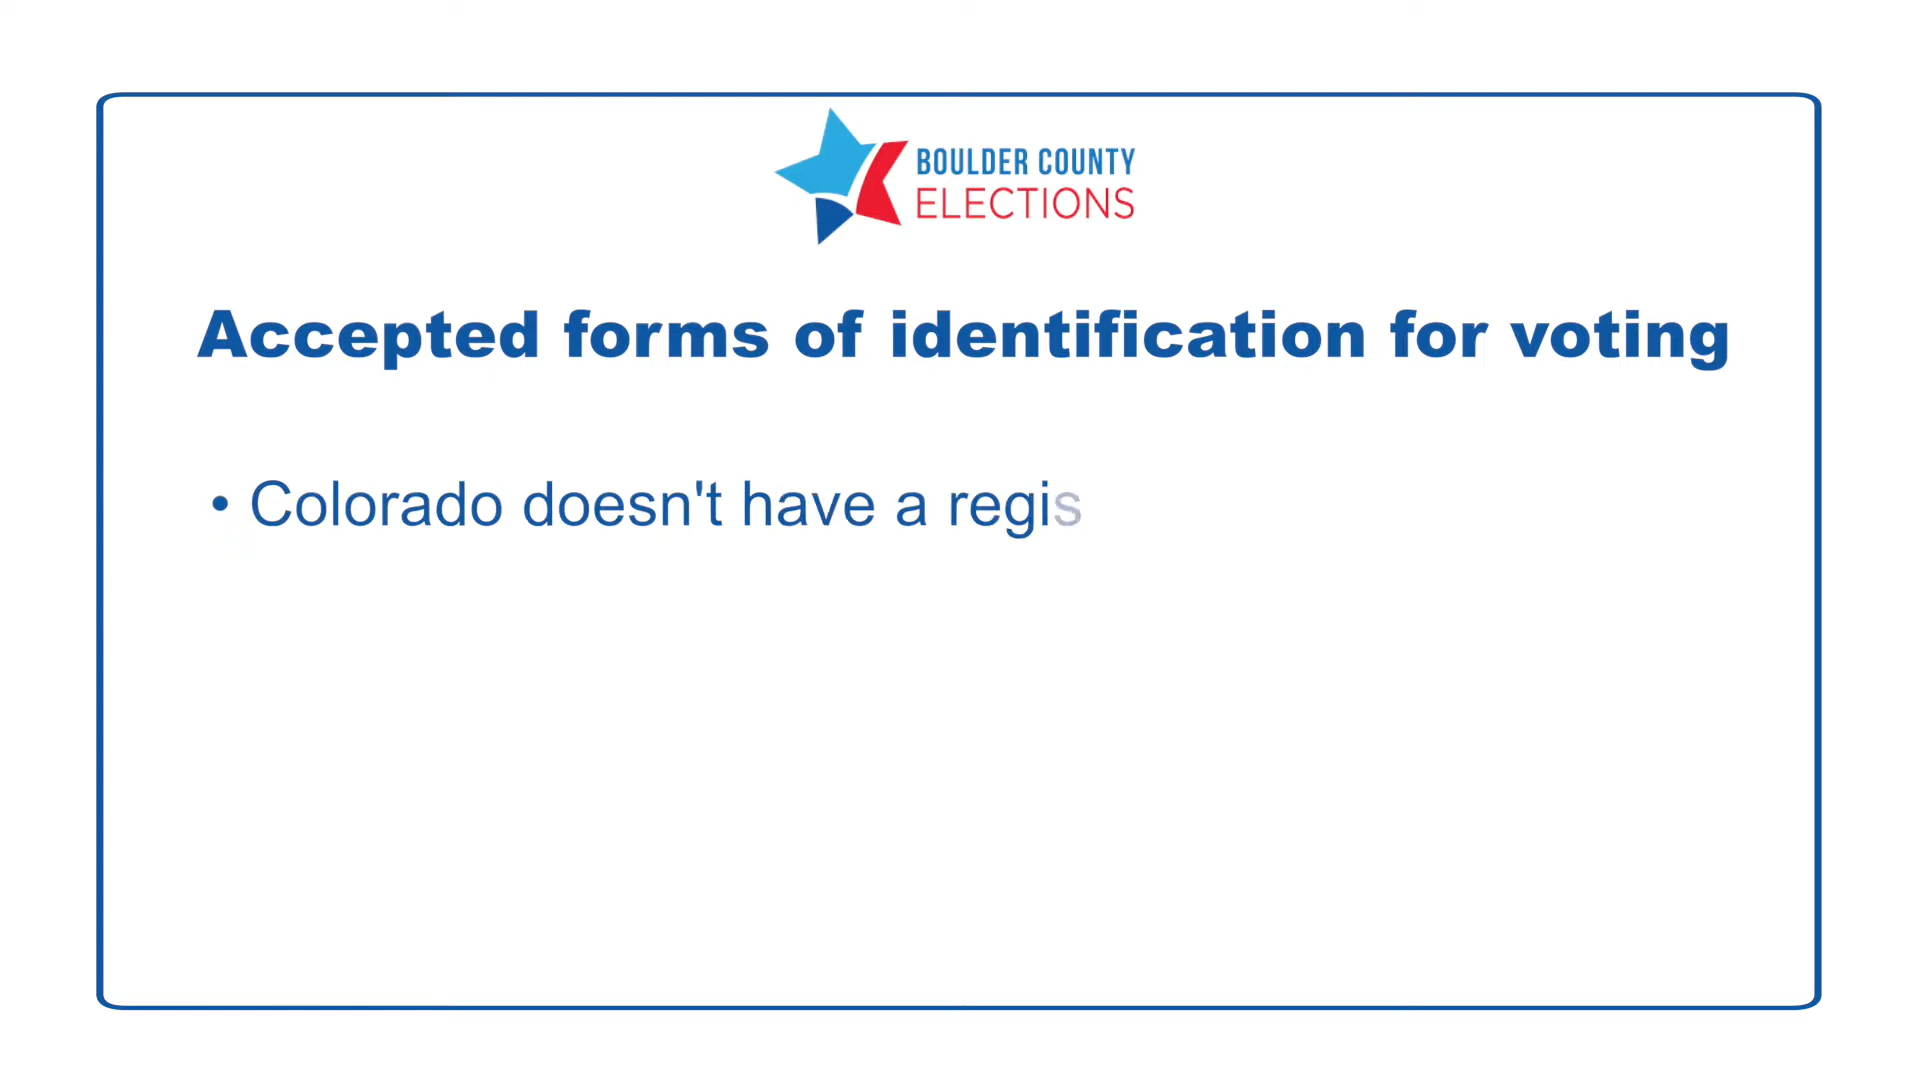 BOULDER COUNTY
ELECTIONS
Accepted forms of identification for voting
• Colorado doesn't have a regis